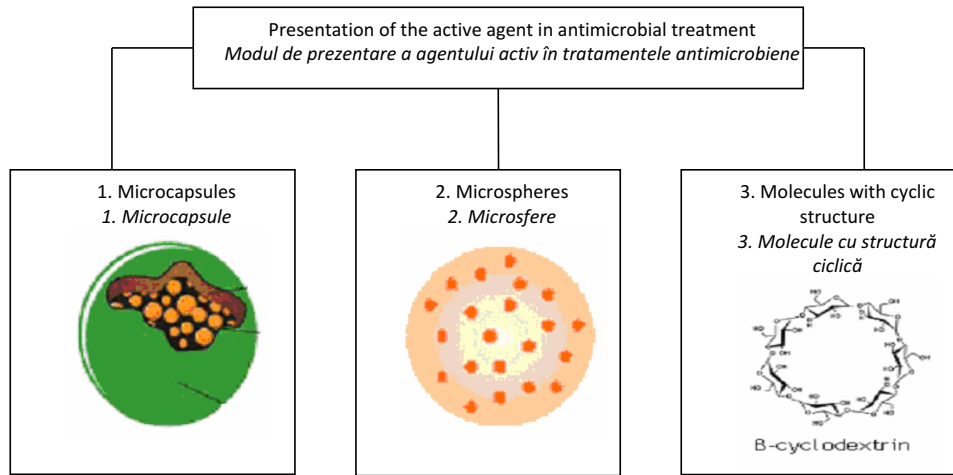 Presentation of the active agent in antimicrobial treatment
Modul de prezentare a agentului activ în tratamentele antimicrobiene
1. Microcapsules
1. Microcapsule
2. Microspheres
2. Microsfere
3. Molecules with cyclic
structure
3. Molecule cu structură
ciclică
B-cyclodextrin